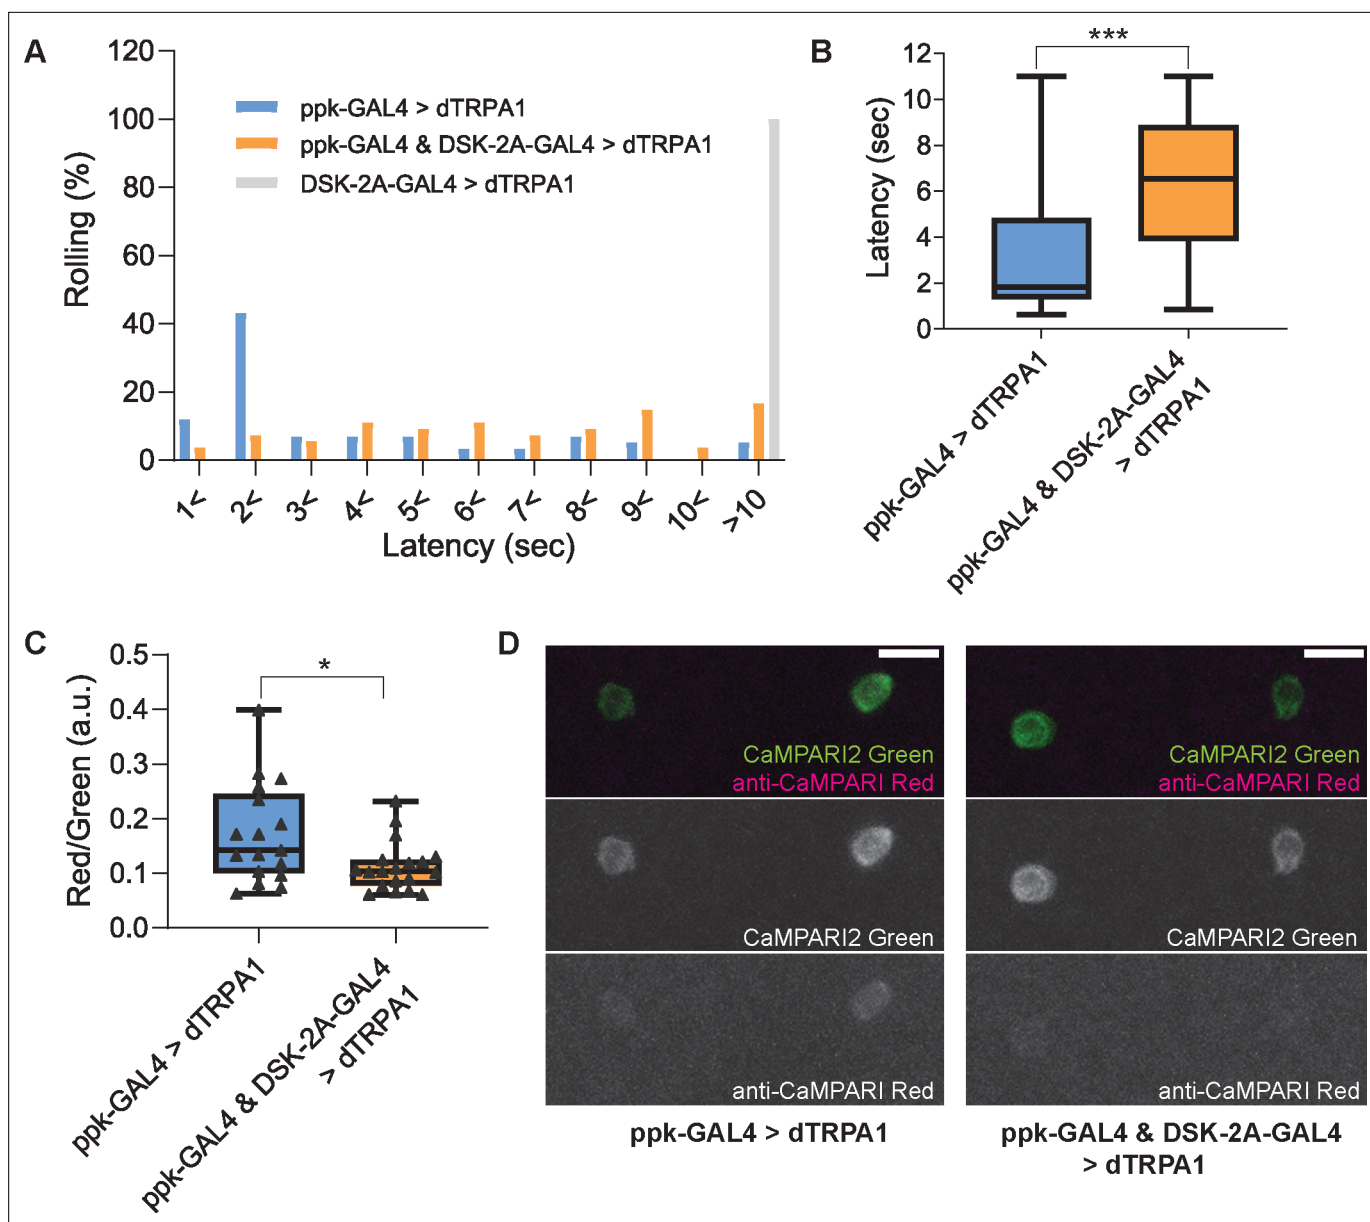 A
120
100
80
60
40
20
0
Rolling (%)
ppk-GAL4 > dTRPA1
ppk-GAL4 & DSK-2A-GAL4 > dTRPA1
DSK-2A-GAL4 > dTRPA1
1<
2<
3<
4<
5<
6<
7<
8<
9<
10<
>10
Latency (sec)
B
***
12
10
8
6
4
2
0
Latency (sec)
ppk-GAL4 > dTRPA1
ppk-GAL4 & DSK-2A-GAL4
> dTRPA1
C
*
0.5
0.4
0.3
0.2
0.1
0.0
Red/Green (a.u.)
ppk-GAL4 > dTRPA1
ppk-GAL4 & DSK-2A-GAL4
> dTRPA1
D
CaMPARI2 Green
anti-CaMPARI Red
CaMPARI2 Green
anti-CaMPARI Red
ppk-GAL4 > dTRPA1
CaMPARI2 Green
anti-CaMPARI Red
CaMPARI2 Green
anti-CaMPARI Red
ppk-GAL4 & DSK-2A-GAL4
> dTRPA1